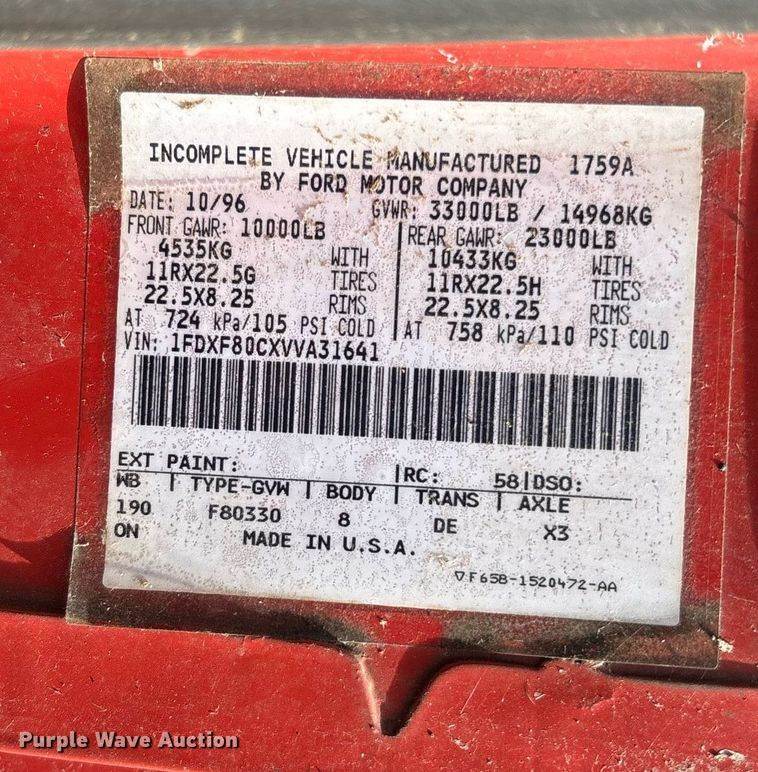 INCOMPLETE VEHICLE MANUFACTURED 1759A
BY FORD MOTOR COMPANY
DATE: 10/96 GVWR: 33000LB / 14968KG
FRONT GAWR: 10000LB REAR GAWR: 23000LB
4535KG WITH 10433KG WITH
11RX22.5G TIRES 11RX22.5H TIRES
22.5X8.25 RIMS 22.5X8.25 RIMS
AT 724 kPa/105 PSI COLD AT 758 kPa/110 PSI COLD
VIN: 1FDXF80CXVVA31641
EXT PAINT: RC: 58 DSO:
WB TYPE-GVW BODY TRANS AXLE
190 F80330 8 DE X3
ON MADE IN U.S.A.
▽F65B-1520472-AA
Purple Wave Auction